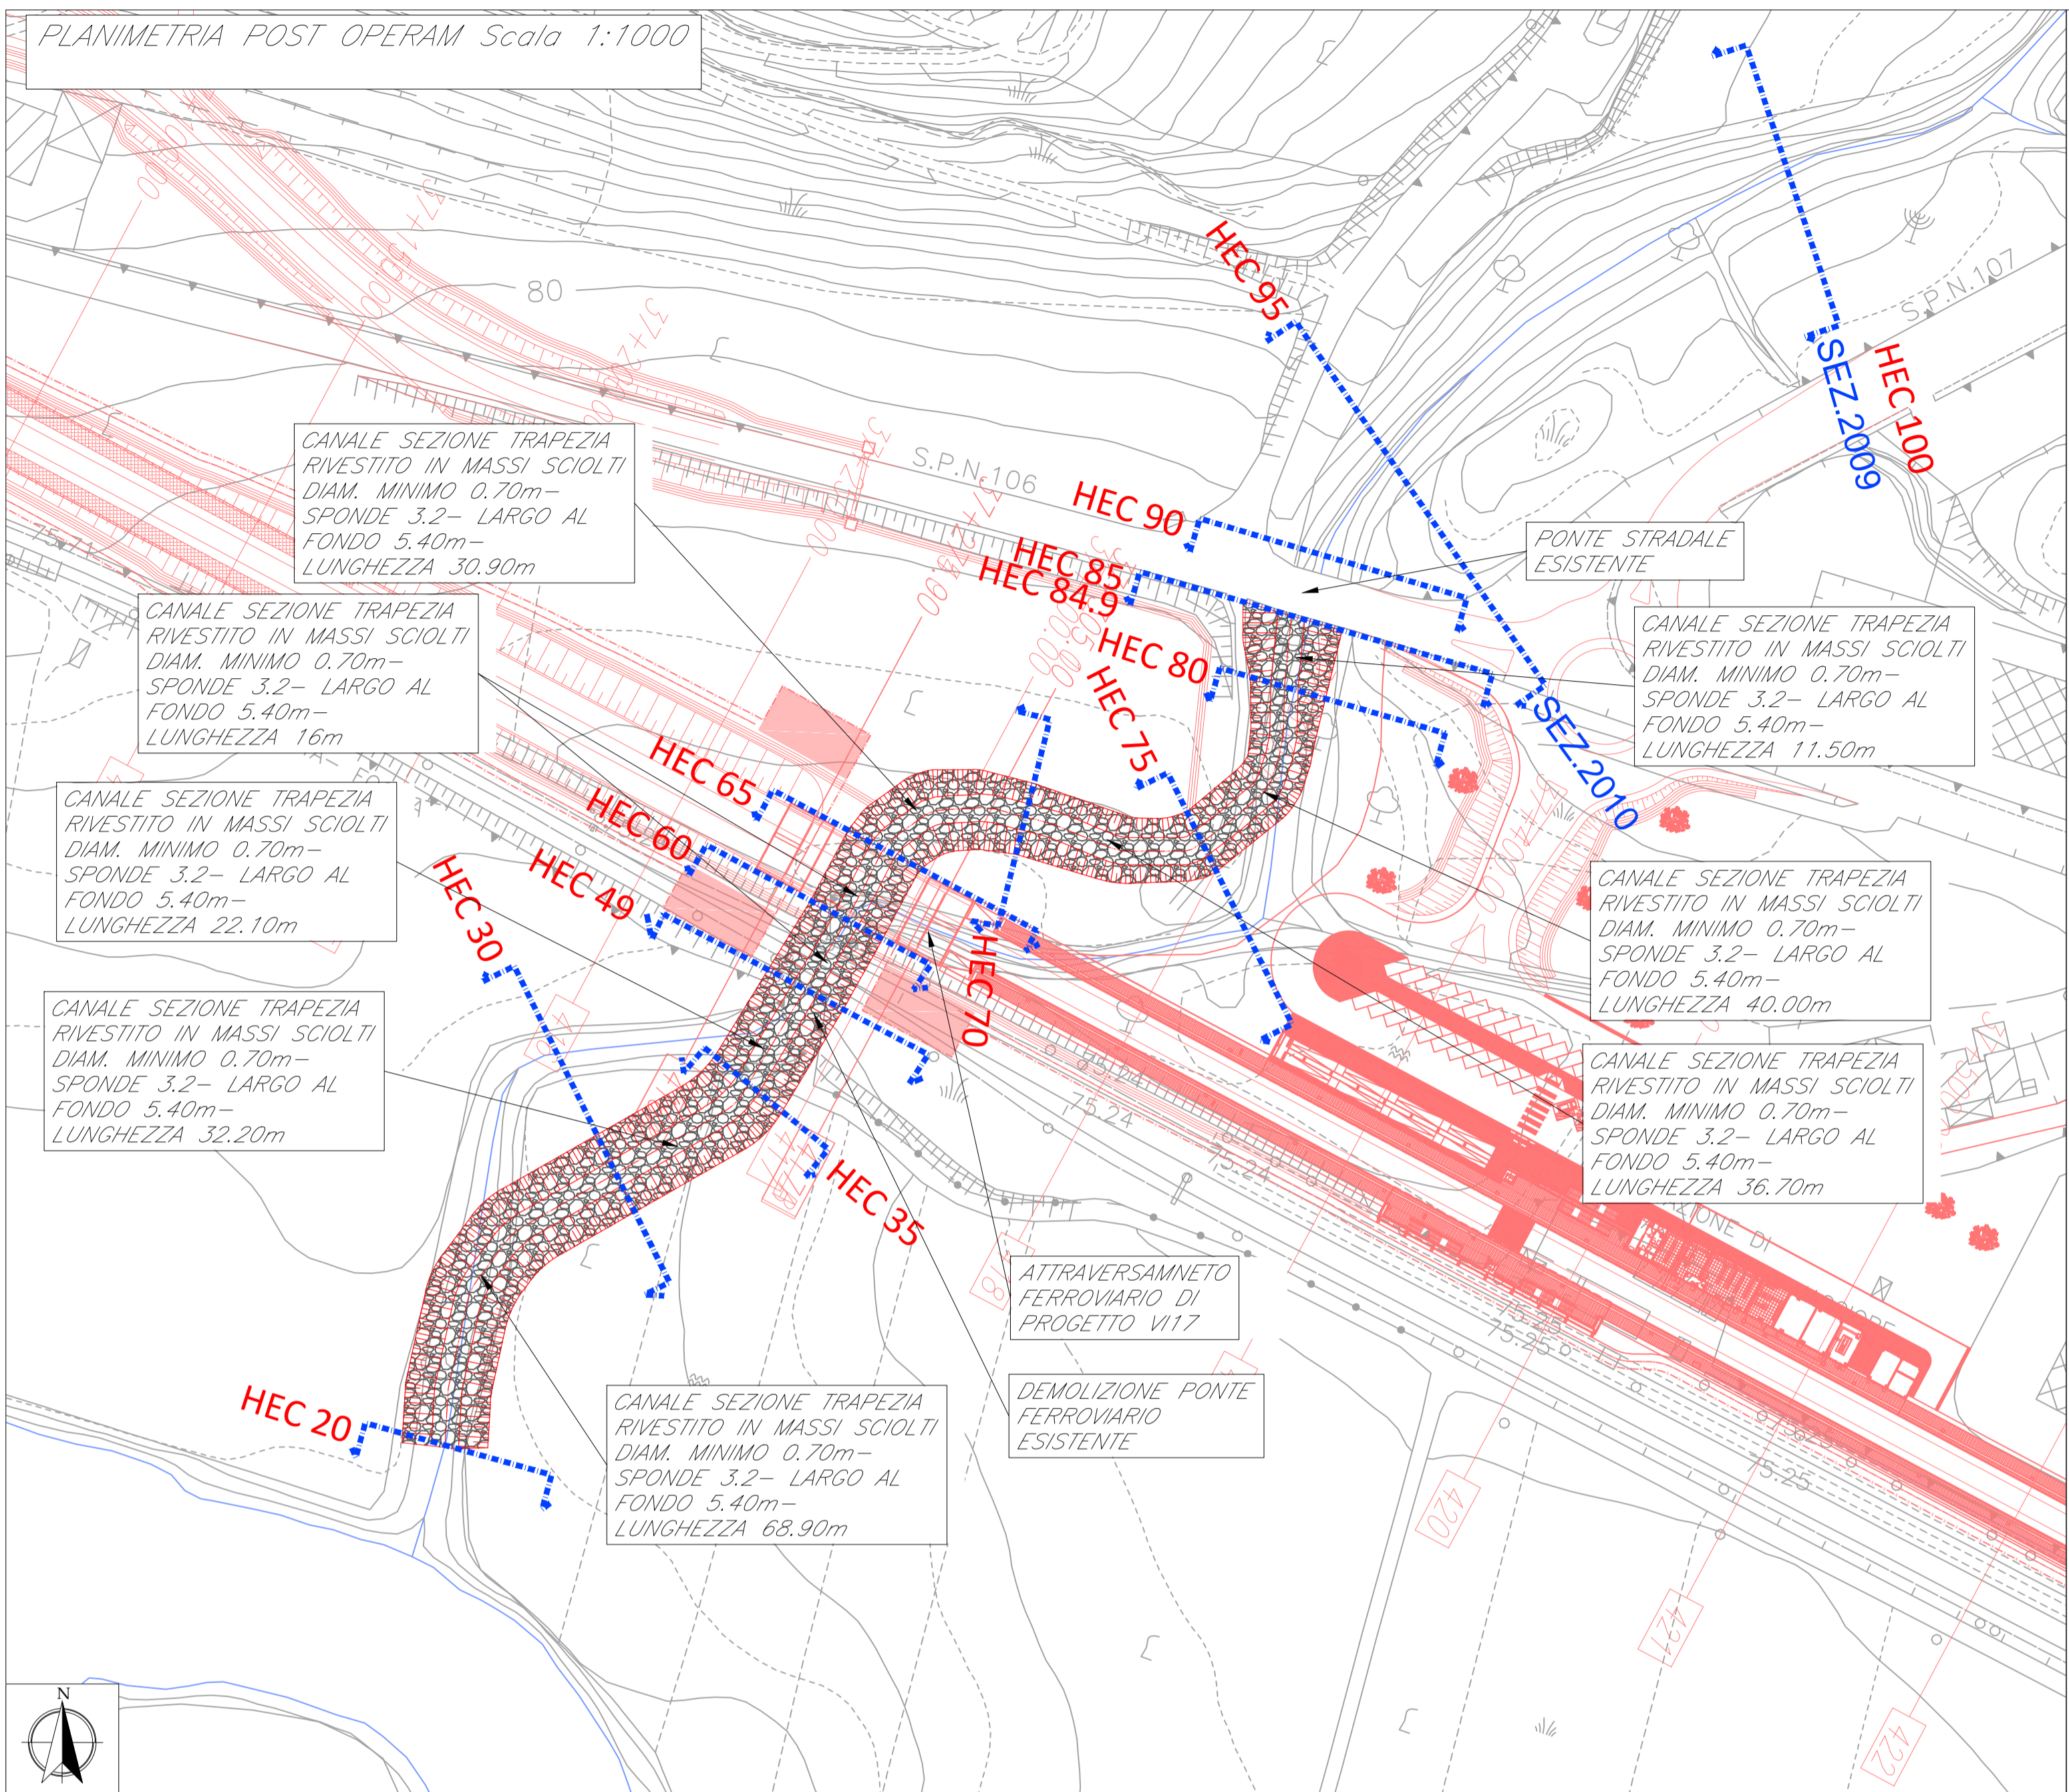 PLANIMETRIA POST OPERAM Scala 1:1000
80
S.P.N.107
S.P.N.106
HEC 95
HEC 100
SEZ.2009
HEC 90
HEC 85
HEC 84.9
HEC 80
HEC 75
SEZ.2010
HEC 65
HEC 60
HEC 49
HEC 30
HEC 70
HEC 35
HEC 20
CANALE SEZIONE TRAPEZIA
RIVESTITO IN MASSI SCIOLTI
DIAM. MINIMO 0.70m-
SPONDE 3.2- LARGO AL
FONDO 5.40m-
LUNGHEZZA 30.90m
CANALE SEZIONE TRAPEZIA
RIVESTITO IN MASSI SCIOLTI
DIAM. MINIMO 0.70m-
SPONDE 3.2- LARGO AL
FONDO 5.40m-
LUNGHEZZA 16m
CANALE SEZIONE TRAPEZIA
RIVESTITO IN MASSI SCIOLTI
DIAM. MINIMO 0.70m-
SPONDE 3.2- LARGO AL
FONDO 5.40m-
LUNGHEZZA 22.10m
CANALE SEZIONE TRAPEZIA
RIVESTITO IN MASSI SCIOLTI
DIAM. MINIMO 0.70m-
SPONDE 3.2- LARGO AL
FONDO 5.40m-
LUNGHEZZA 32.20m
PONTE STRADALE
ESISTENTE
CANALE SEZIONE TRAPEZIA
RIVESTITO IN MASSI SCIOLTI
DIAM. MINIMO 0.70m-
SPONDE 3.2- LARGO AL
FONDO 5.40m-
LUNGHEZZA 11.50m
CANALE SEZIONE TRAPEZIA
RIVESTITO IN MASSI SCIOLTI
DIAM. MINIMO 0.70m-
SPONDE 3.2- LARGO AL
FONDO 5.40m-
LUNGHEZZA 40.00m
CANALE SEZIONE TRAPEZIA
RIVESTITO IN MASSI SCIOLTI
DIAM. MINIMO 0.70m-
SPONDE 3.2- LARGO AL
FONDO 5.40m-
LUNGHEZZA 36.70m
ATTRAVERSAMNETO
FERROVIARIO DI
PROGETTO VI17
DEMOLIZIONE PONTE
FERROVIARIO
ESISTENTE
CANALE SEZIONE TRAPEZIA
RIVESTITO IN MASSI SCIOLTI
DIAM. MINIMO 0.70m-
SPONDE 3.2- LARGO AL
FONDO 5.40m-
LUNGHEZZA 68.90m
75.71
75.24
75.24
75.24
75.25
75.25
75.25
420
421
422
N